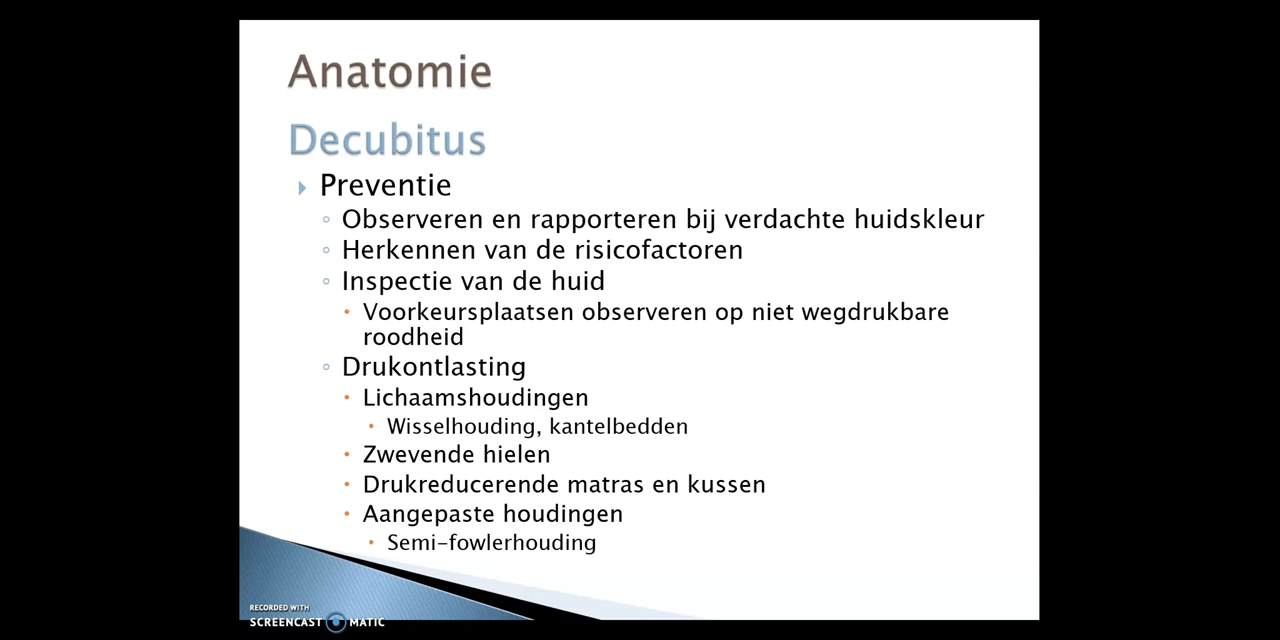 Anatomie
Decubitus
Preventie
Observeren en rapporteren bij verdachte huidskleur
Herkennen van de risicofactoren
Inspectie van de huid
Voorkeursplaatsen observeren op niet wegdrukbare
roodheid
Drukontlasting
Lichaamshoudingen
Wisselhouding, kantelbedden
Zwevende hielen
Drukreducerende matras en kussen
Aangepaste houdingen
Semi-fowlerhouding
RECORDED WITH
SCREENCAST MATIC